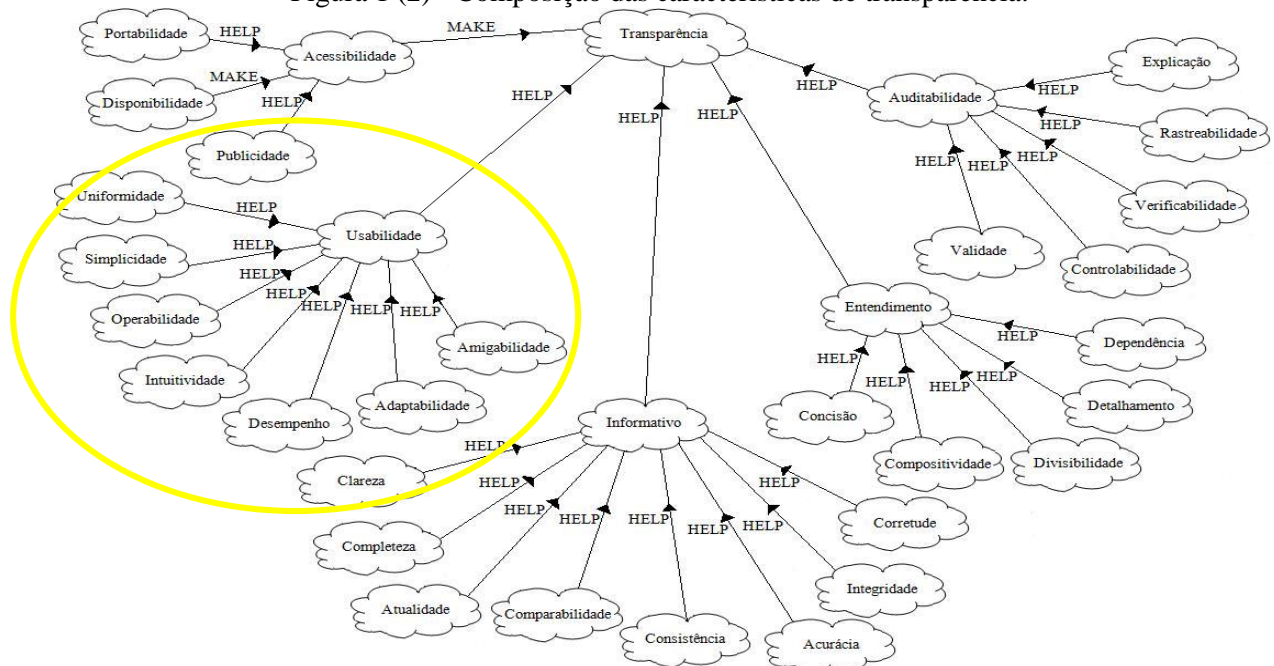 Figura 1 (2) - Composição das características de transparência.
Portabilidade
HELP
Acessibilidade
MAKE
Transparência
Disponibilidade
MAKE
HELP
Publicidade
HELP
HELP
HELP
HELP
Auditabilidade
HELP
Explicação
HELP
Rastreabilidade
HELP
Verificabilidade
HELP
Controlabilidade
HELP
Validade
Uniformidade
HELP
Usabilidade
Simplicidade
HELP
Operabilidade
HELP
Intuitividade
HELP
Desempenho
HELP
Adaptabilidade
HELP
Amigabilidade
HELP
Entendimento
HELP
Dependência
HELP
Detalhamento
HELP
Divisibilidade
HELP
Compositividade
HELP
Concisão
Informativo
HELP
Clareza
HELP
Completeza
HELP
Atualidade
HELP
Comparabilidade
HELP
Consistência
HELP
Acurácia
HELP
Integridade
HELP
Corretude